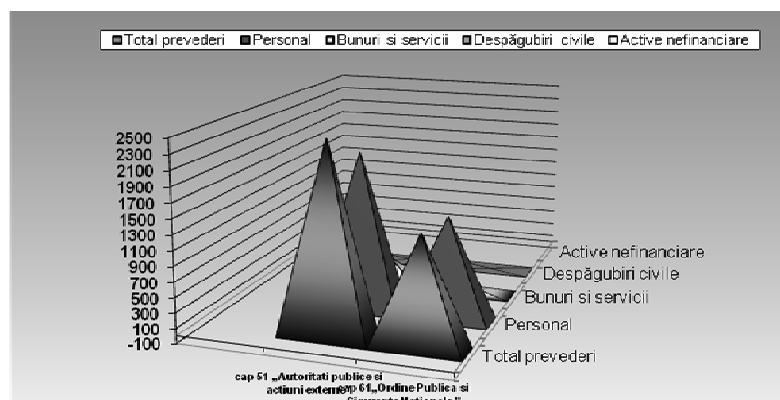 Total prevederi Personal Bunuri si servicii Despăgubiri civile Active nefinanciare
2500
2300
2100
1900
1700
1500
1300
1100
900
700
500
300
100
-100
Active nefinanciare
Despăgubiri civile
Bunuri si servicii
Personal
Total prevederi
cap 51 „Autoritati publice si
actiuni externe"
cap 61„Ordine Publica si
Nationala"